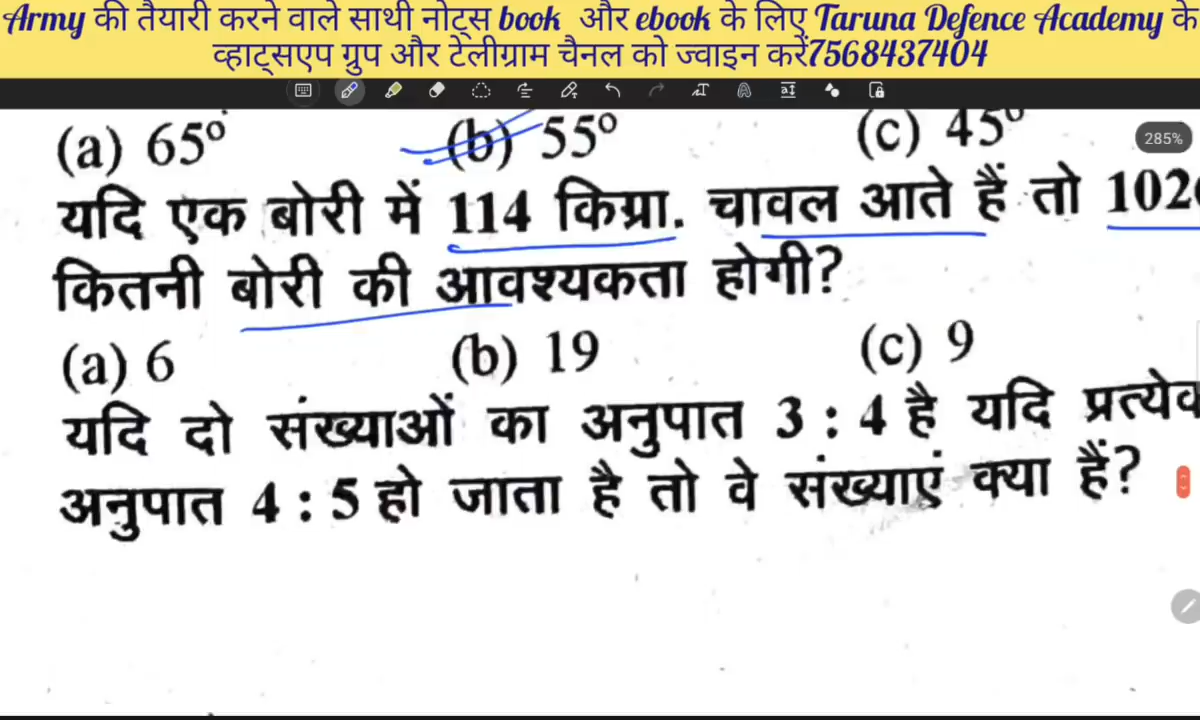 Army की तैयारी करने वाले साथी नोट्स book और ebook के लिए Taruna Defence Academy के
व्हाट्सएप ग्रुप और टेलीग्राम चैनल को ज्वाइन करें7568437404
285%
(a) 65° (b) 55° (c) 45°
यदि एक बोरी में 114 किग्रा. चावल आते हैं तो
कितनी बोरी की आवश्यकता होगी?
(a) 6 (b) 19 (c) 9
यदि दो संख्याओं का अनुपात 3 : 4 है यदि
अनुपात 4 : 5 हो जाता है तो वे संख्याएं क्या हैं?